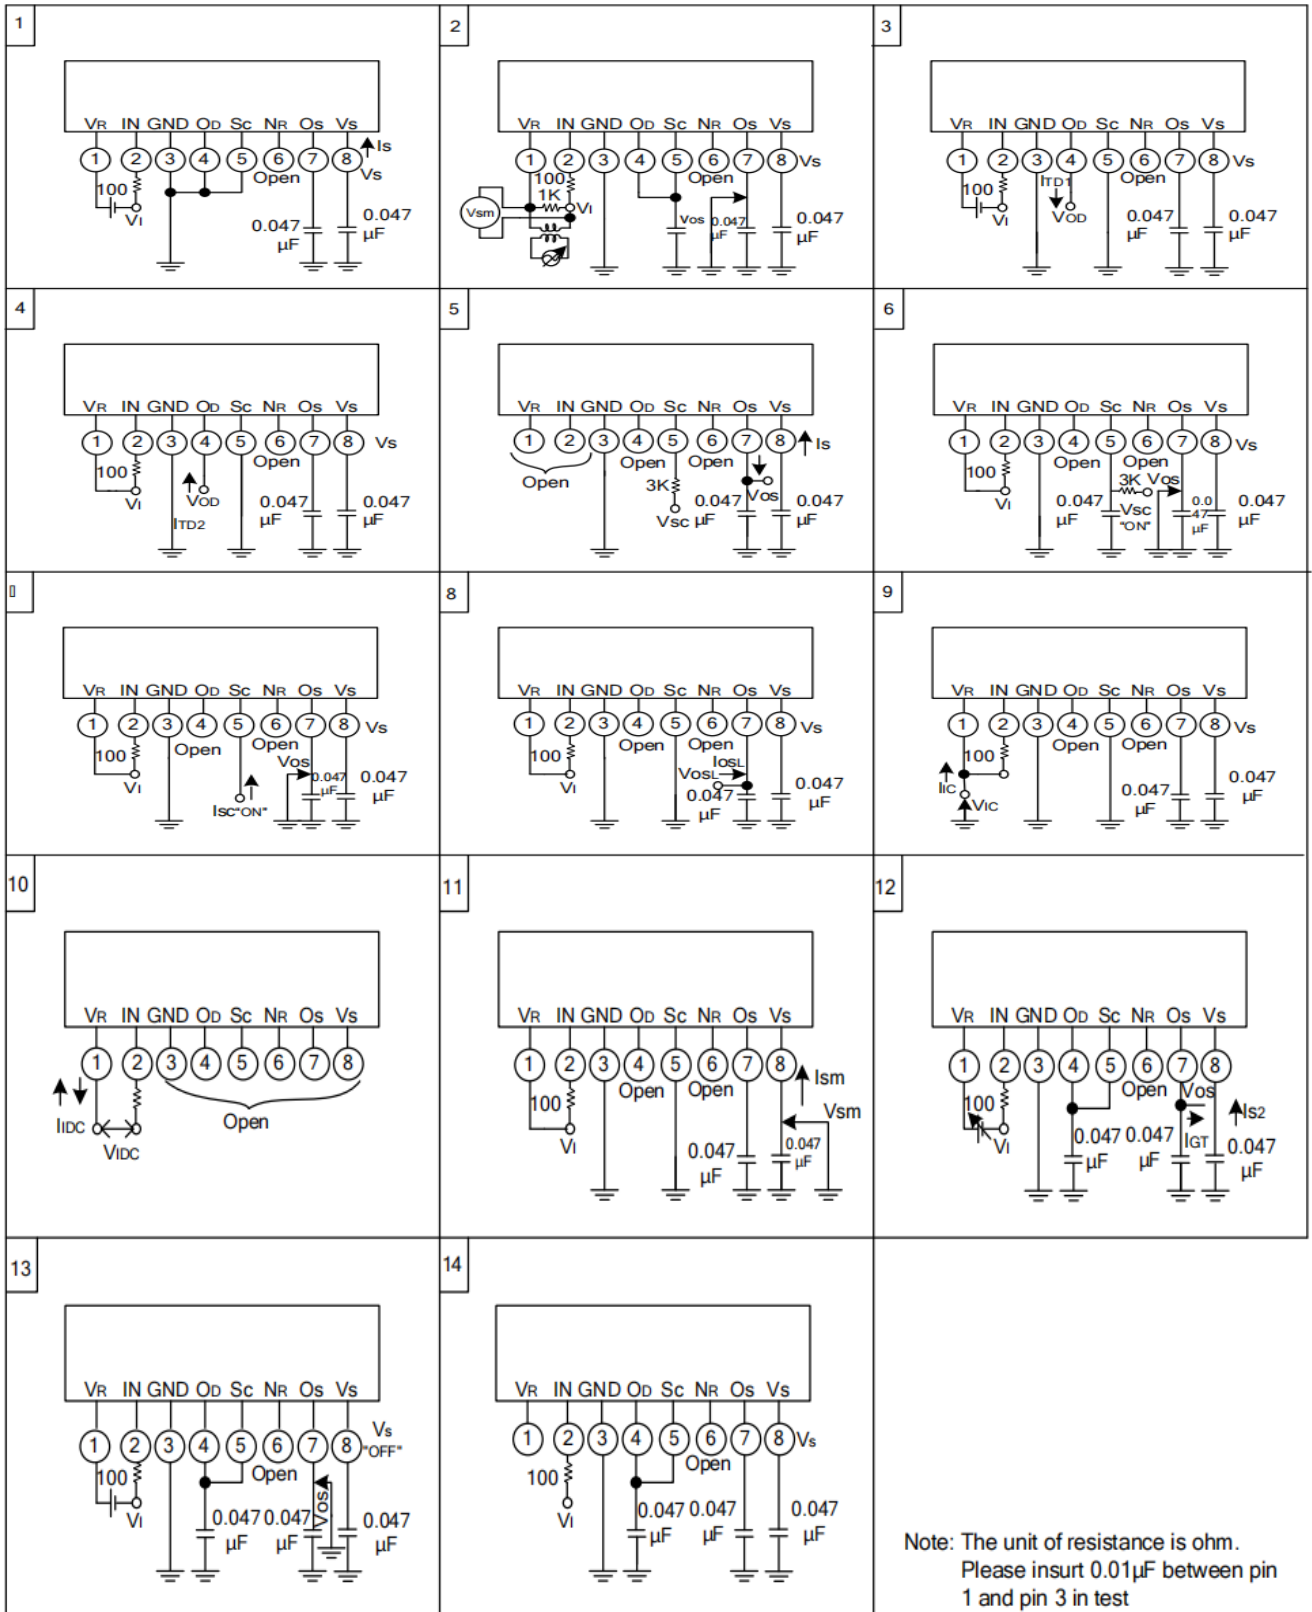 1
VR IN GND OD SC NR OS VS
1 2 3 4 5 6 7 8
Is
Vs
Open
100
VI
0.047
µF
0.047
µF
2
VR IN GND OD SC NR OS VS
1 2 3 4 5 6 7 8 Vs
100
1K
Open
Vsm
VI
Vos
0.047
µF
0.047
µF
3
VR IN GND OD SC NR OS VS
1 2 3 4 5 6 7 8 Vs
100
ITD1
Open
VI
VOD
0.047
µF
0.047
µF
4
VR IN GND OD SC NR OS VS
1 2 3 4 5 6 7 8 Vs
Open
100
VI
VOD
ITD2
0.047
µF
0.047
µF
5
VR IN GND OD SC NR OS VS
1 2 3 4 5 6 7 8 Is
Open
Open
Open
3K
Vsc
Vos
0.047
µF
0.047
µF
6
VR IN GND OD SC NR OS VS
1 2 3 4 5 6 7 8 Vs
Open
Open
100
VI
3K
Vos
0.047
µF
Vsc
"ON"
0.0
47
µF
0.047
µF
VR IN GND OD SC NR OS VS
1 2 3 4 5 6 7 8 Vs
Open
Open
100
VI
Vos
0.047
µF
0.047
µF
Isc"ON"
8
VR IN GND OD SC NR OS VS
1 2 3 4 5 6 7 8 Vs
Open
Open
100
VI
IOSL
VOSL
0.047
µF
0.047
µF
9
VR IN GND OD SC NR OS VS
1 2 3 4 5 6 7 8 Vs
Open
Open
100
IIC
VIC
0.047
µF
0.047
µF
10
VR IN GND OD SC NR OS VS
1 2 3 4 5 6 7 8
IIDC
VIDC
Open
11
VR IN GND OD SC NR OS VS
1 2 3 4 5 6 7 8
Open
Open
Ism
100
VI
Vsm
0.047
µF
0.047
µF
12
VR IN GND OD SC NR OS VS
1 2 3 4 5 6 7 8
Open
Vos
100
VI
IGT
Is2
0.047
µF
0.047
µF
0.047
µF
13
VR IN GND OD SC NR OS VS
1 2 3 4 5 6 7 8
Vs
"OFF"
Open
100
VI
Vos
0.047
µF
0.047
µF
0.047
µF
14
VR IN GND OD SC NR OS VS
1 2 3 4 5 6 7 8 Vs
Open
100
VI
0.047
µF
0.047
µF
0.047
µF
Note: The unit of resistance is ohm.
Please insurt 0.01µF between pin
1 and pin 3 in test